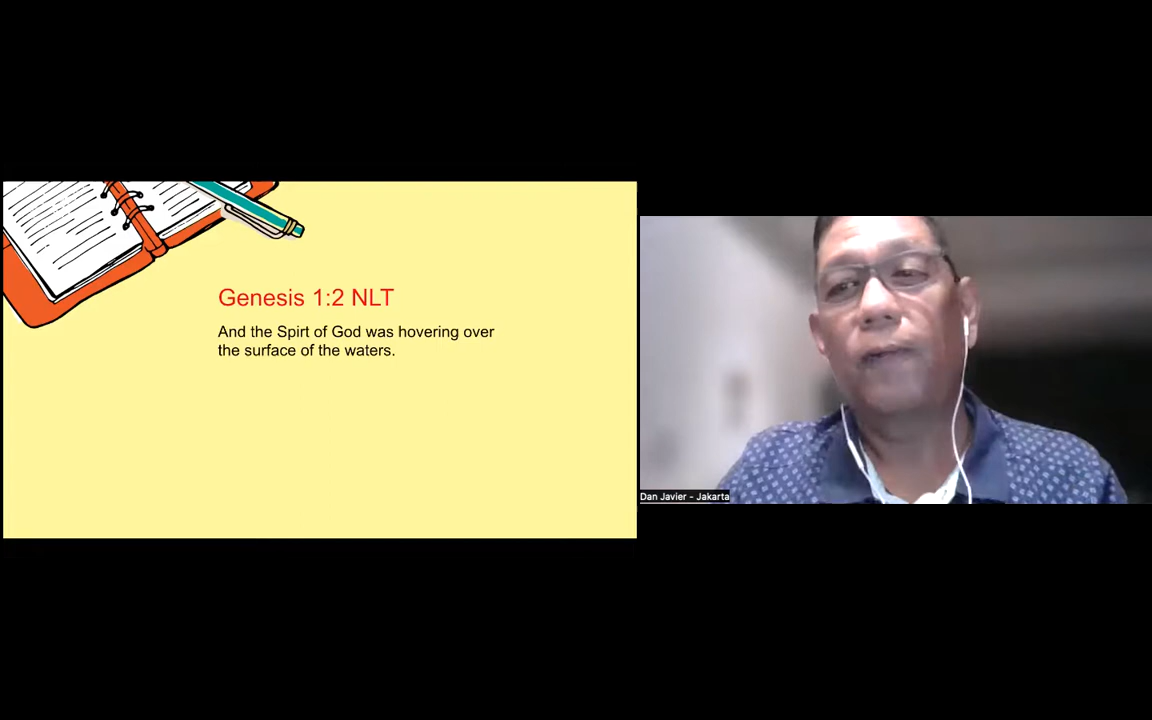 Genesis 1:2 NLT
And the Spirt of God was hovering over
the surface of the waters.
Dan Javier - Jakarta